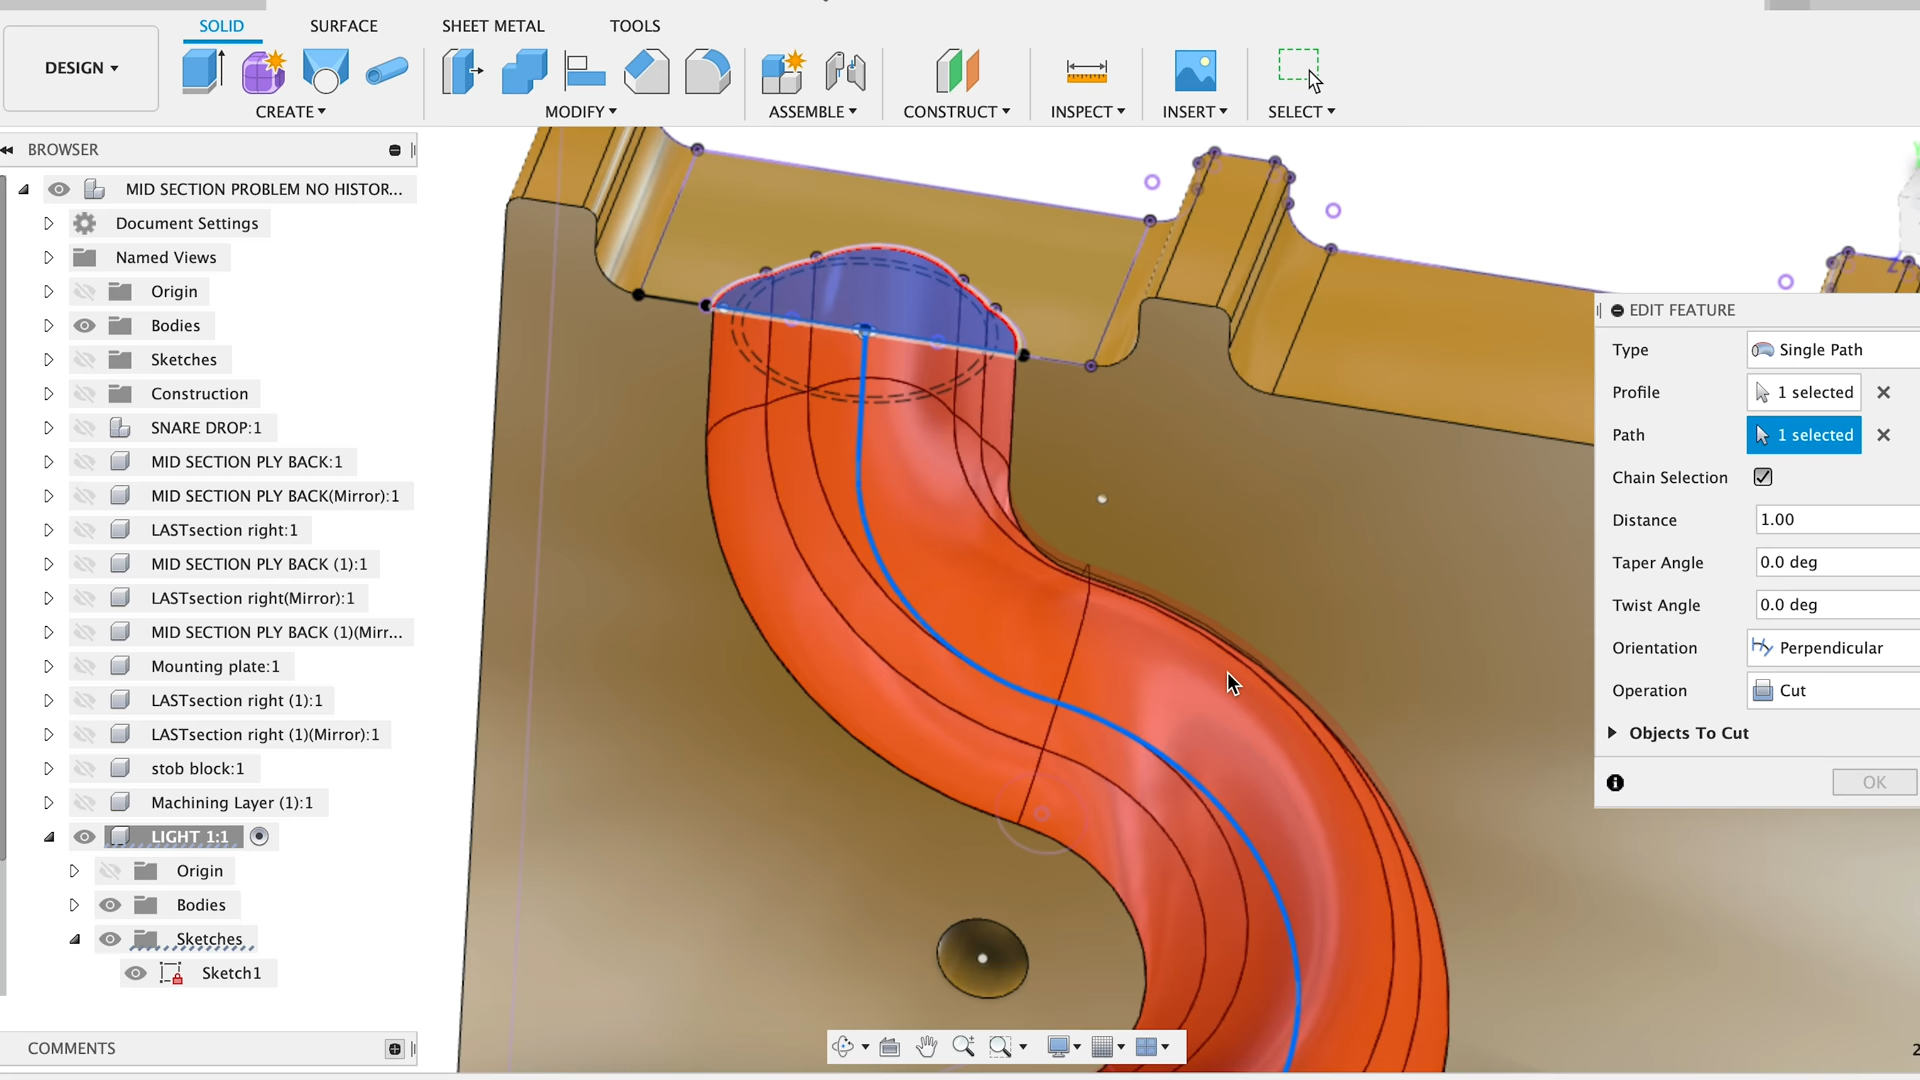 SOLID
SURFACE
SHEET METAL
TOOLS
DESIGN
CREATE
MODIFY
ASSEMBLE
CONSTRUCT
INSPECT
INSERT
SELECT
BROWSER
MID SECTION PROBLEM NO HISTOR...
Document Settings
Named Views
Origin
Bodies
Sketches
Construction
SNARE DROP:1
MID SECTION PLY BACK:1
MID SECTION PLY BACK(Mirror):1
LASTsection right:1
MID SECTION PLY BACK (1):1
LASTsection right(Mirror):1
MID SECTION PLY BACK (1)(Mirr...
Mounting plate:1
LASTsection right (1):1
LASTsection right (1)(Mirror):1
stob block:1
Machining Layer (1):1
LIGHT 1:1
Origin
Bodies
Sketches
Sketch1
COMMENTS
EDIT FEATURE
Type Single Path
Profile 1 selected
Path 1 selected
Chain Selection
Distance 1.00
Taper Angle 0.0 deg
Twist Angle 0.0 deg
Orientation Perpendicular
Operation Cut
Objects To Cut
OK